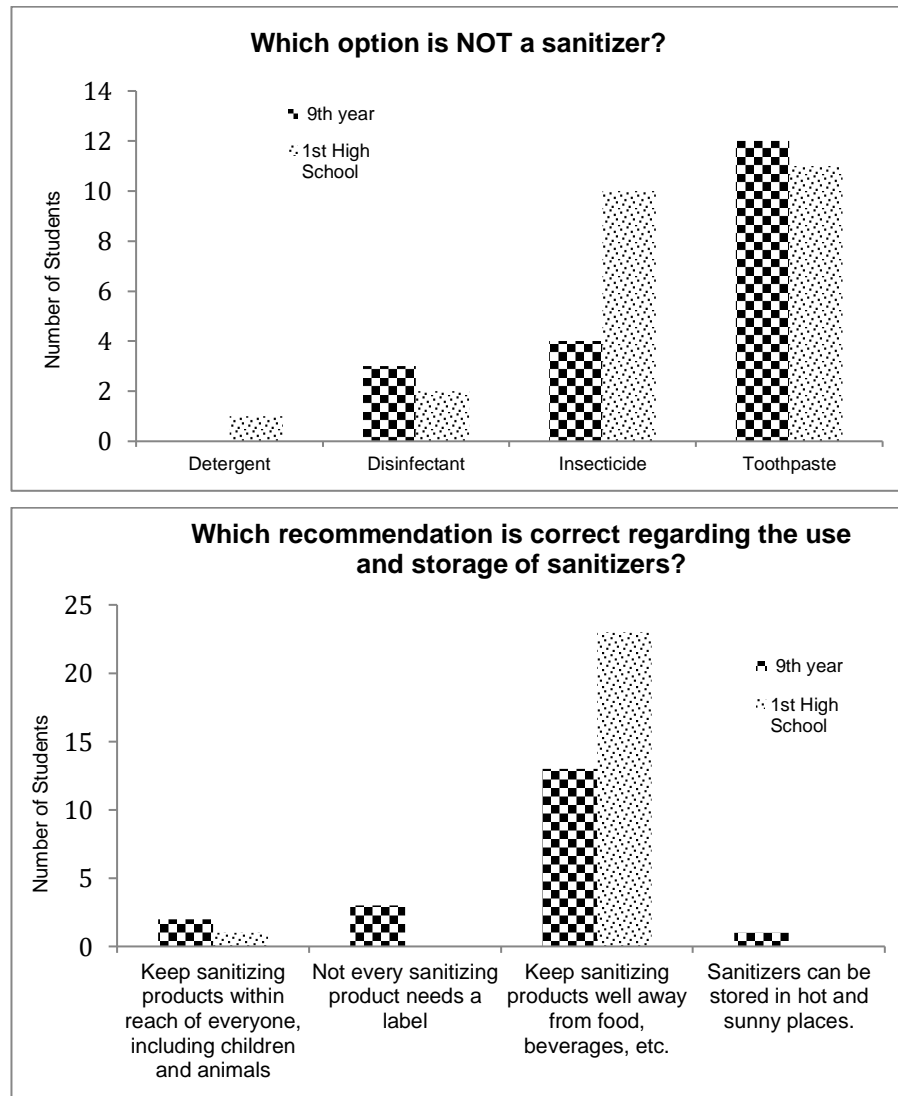 Which option is NOT a sanitizer?
14
12
10
8
6
4
2
0
Number of Students
9th year
1st High
School
Detergent
Disinfectant
Insecticide
Toothpaste
Which recommendation is correct regarding the use
and storage of sanitizers?
25
20
15
10
5
0
Number of Students
9th year
1st High
School
Keep sanitizing
products within
reach of everyone,
including children
and animals
Not every sanitizing
product needs a
label
Keep sanitizing
products well away
from food,
beverages, etc.
Sanitizers can be
stored in hot and
sunny places.